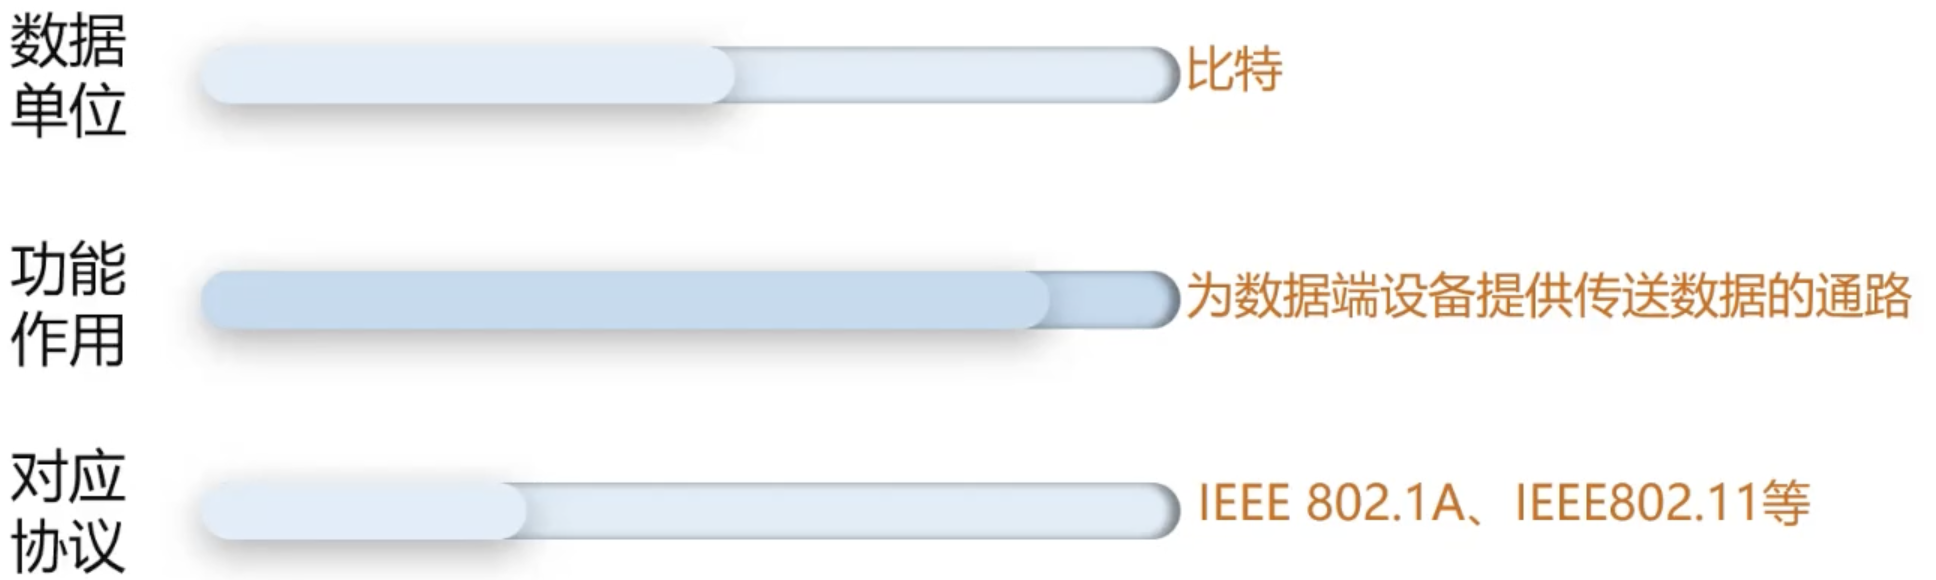 数据
单位
比特
功能
作用
为数据端设备提供传送数据的通路
对应
协议
IEEE 802.1A、IEEE802.11等